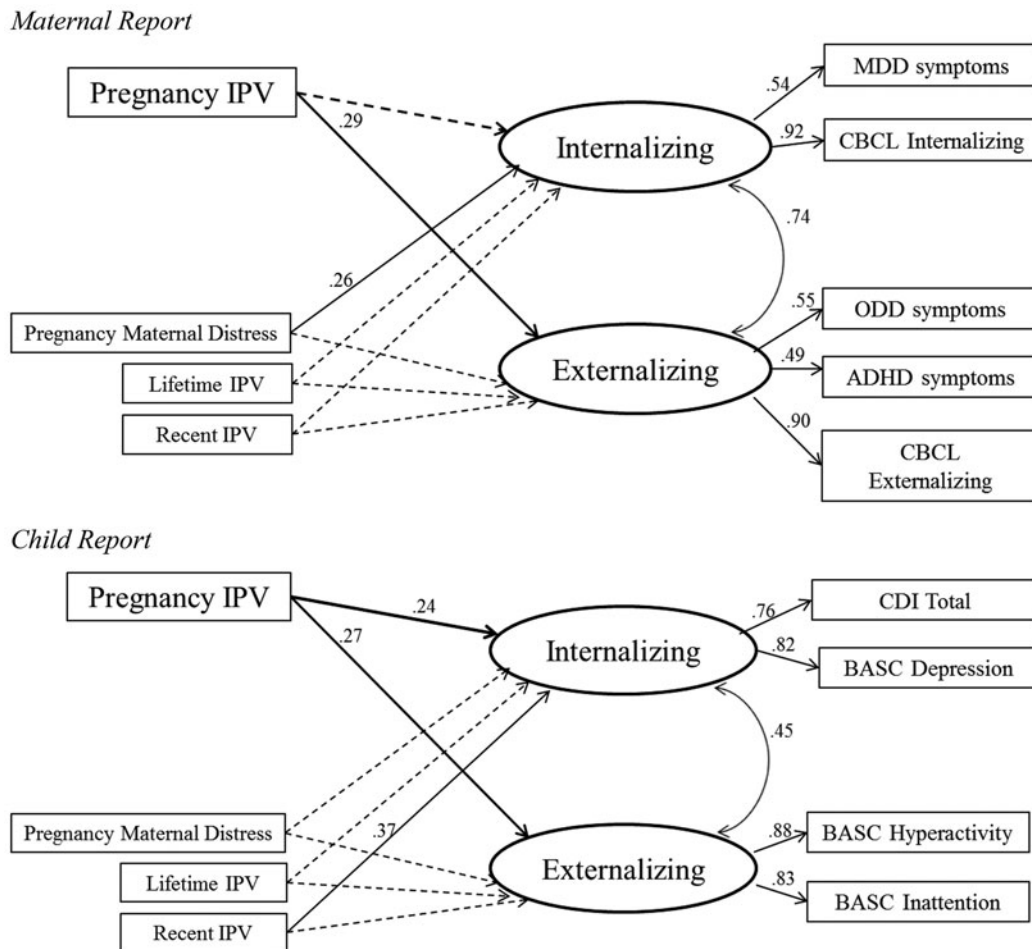 Maternal Report
Pregnancy IPV
MDD symptoms
.54
.29
Internalizing
.92
CBCL Internalizing
.74
.26
Pregnancy Maternal Distress
.55
ODD symptoms
Lifetime IPV
Externalizing
.49
ADHD symptoms
Recent IPV
.90
CBCL
Externalizing
Child Report
Pregnancy IPV
.24
.27
Internalizing
.76
CDI Total
.82
BASC Depression
.45
.37
Pregnancy Maternal Distress
.88
BASC Hyperactivity
Lifetime IPV
Externalizing
.83
BASC Inattention
Recent IPV